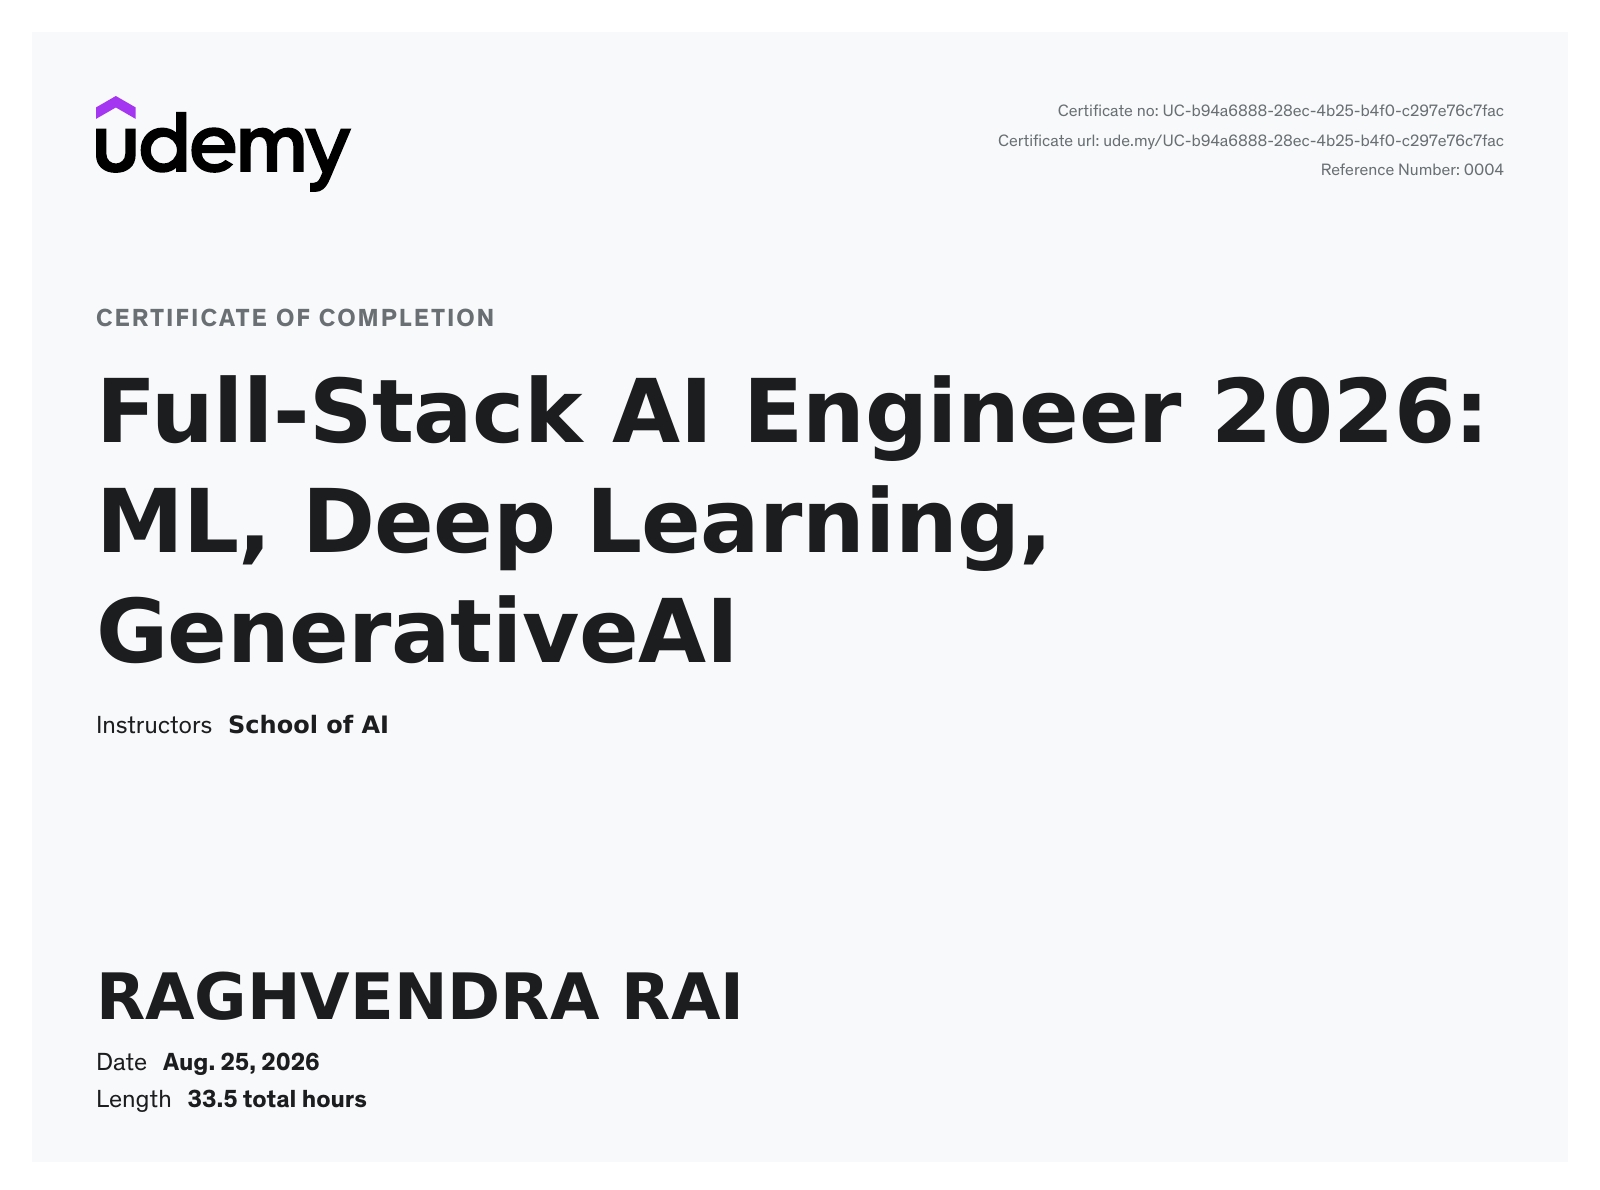 udemy
Certificate no: UC-b94a6888-28ec-4b25-b4f0-c297e76c7fac
Certificate url: ude.my/UC-b94a6888-28ec-4b25-b4f0-c297e76c7fac
Reference Number: 0004
CERTIFICATE OF COMPLETION
Full-Stack AI Engineer 2026:
ML, Deep Learning,
GenerativeAI
Instructors School of AI
RAGHVENDRA RAI
Date Aug. 25, 2026
Length 33.5 total hours